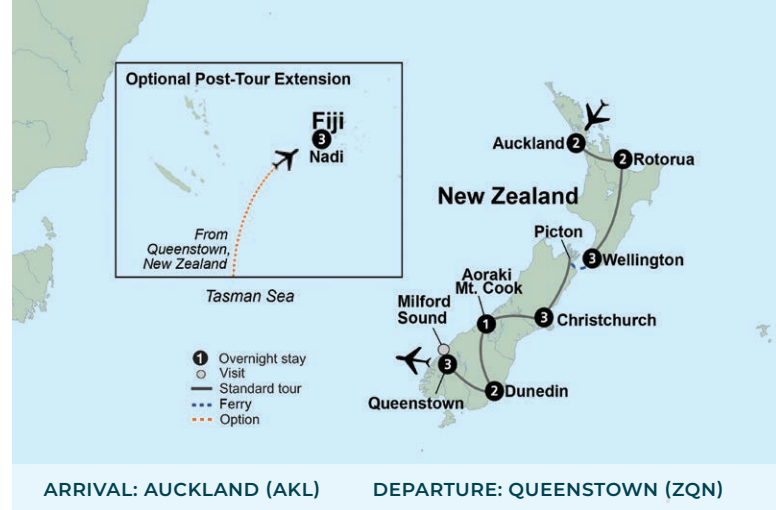 Optional Post-Tour Extension
Fiji
3
Nadi
From
Queenstown,
New Zealand
Tasman Sea
Auckland 2
2 Rotorua
New Zealand
Picton
3 Wellington
Aoraki
Mt. Cook
1
3 Christchurch
Milford
Sound
3
Queenstown
2 Dunedin
1 Overnight stay
Visit
Standard tour
Ferry
Option
ARRIVAL: AUCKLAND (AKL) DEPARTURE: QUEENSTOWN (ZQN)